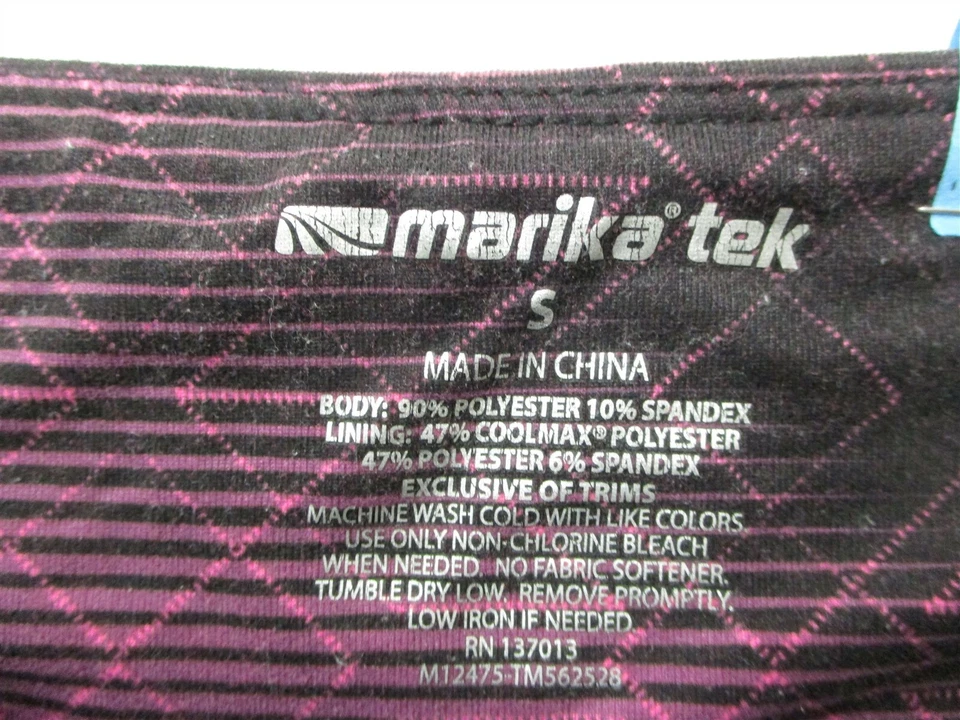 marika® tek
S
MADE IN CHINA
BODY: 90% POLYESTER 10% SPANDEX
LINING: 47% COOLMAX® POLYESTER
47% POLYESTER 6% SPANDEX
EXCLUSIVE OF TRIMS
MACHINE WASH COLD WITH LIKE COLORS.
USE ONLY NON-CHLORINE BLEACH
WHEN NEEDED. NO FABRIC SOFTENER.
TUMBLE DRY LOW. REMOVE PROMPTLY.
LOW IRON IF NEEDED.
RN 137013
M12475-TM562528